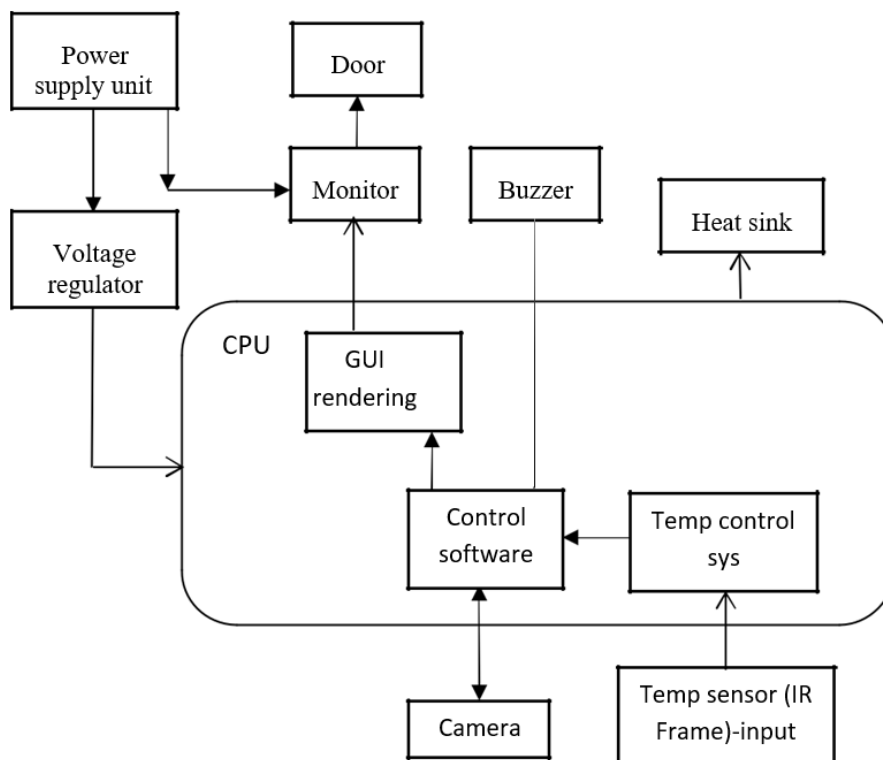 Power
supply unit
Door
Monitor
Buzzer
Heat sink
Voltage
regulator
CPU
GUI
rendering
Control
software
Temp control
sys
Camera
Temp sensor (IR
Frame)-input